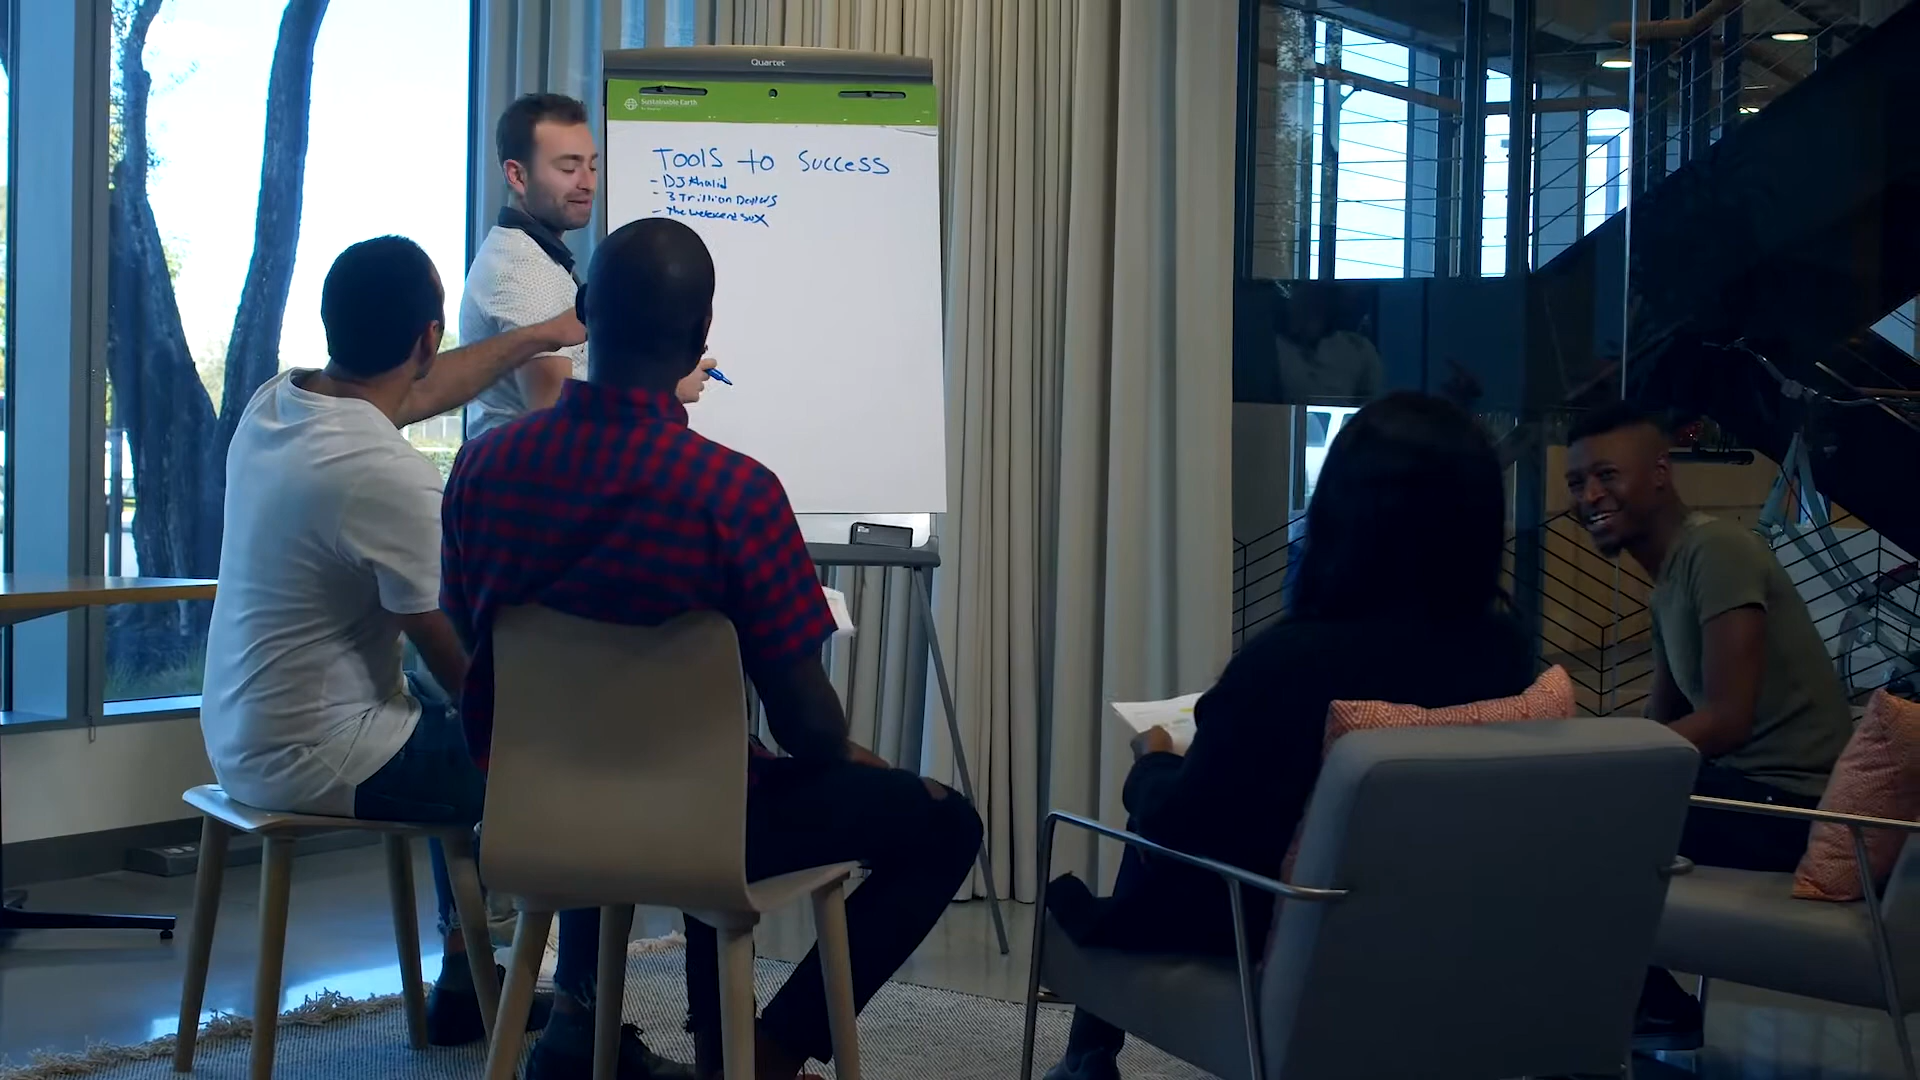 Quartet
Sustainable Earth
Tools to Success
- DJ Khalid
- 3 Trillion Dollars
- The weekend sux